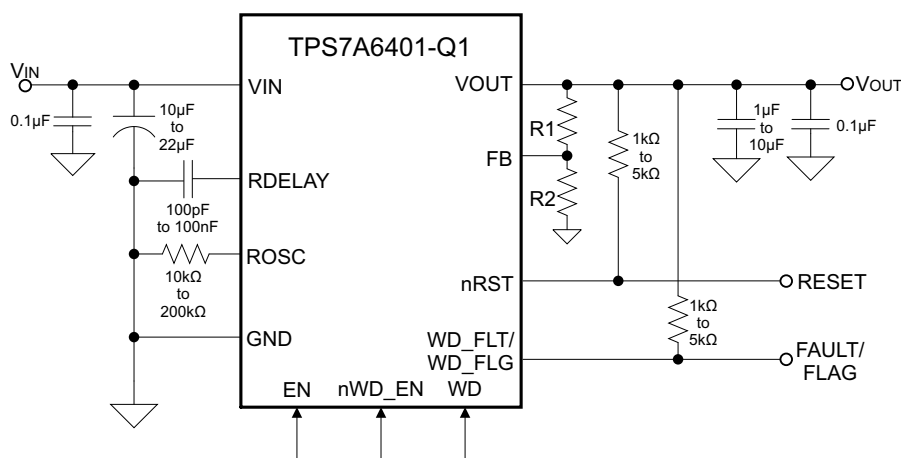 TPS7A6401-Q1
VIN
VIN
VOUT
VOUT
0.1µF
10µF
to
22µF
R1
1kΩ
to
5kΩ
1µF
to
10µF
0.1µF
FB
RDELAY
R2
100pF
to 100nF
ROSC
10kΩ
to
200kΩ
nRST
RESET
1kΩ
to
5kΩ
GND
WD_FLT/
WD_FLG
FAULT/
FLAG
EN
nWD_EN
WD